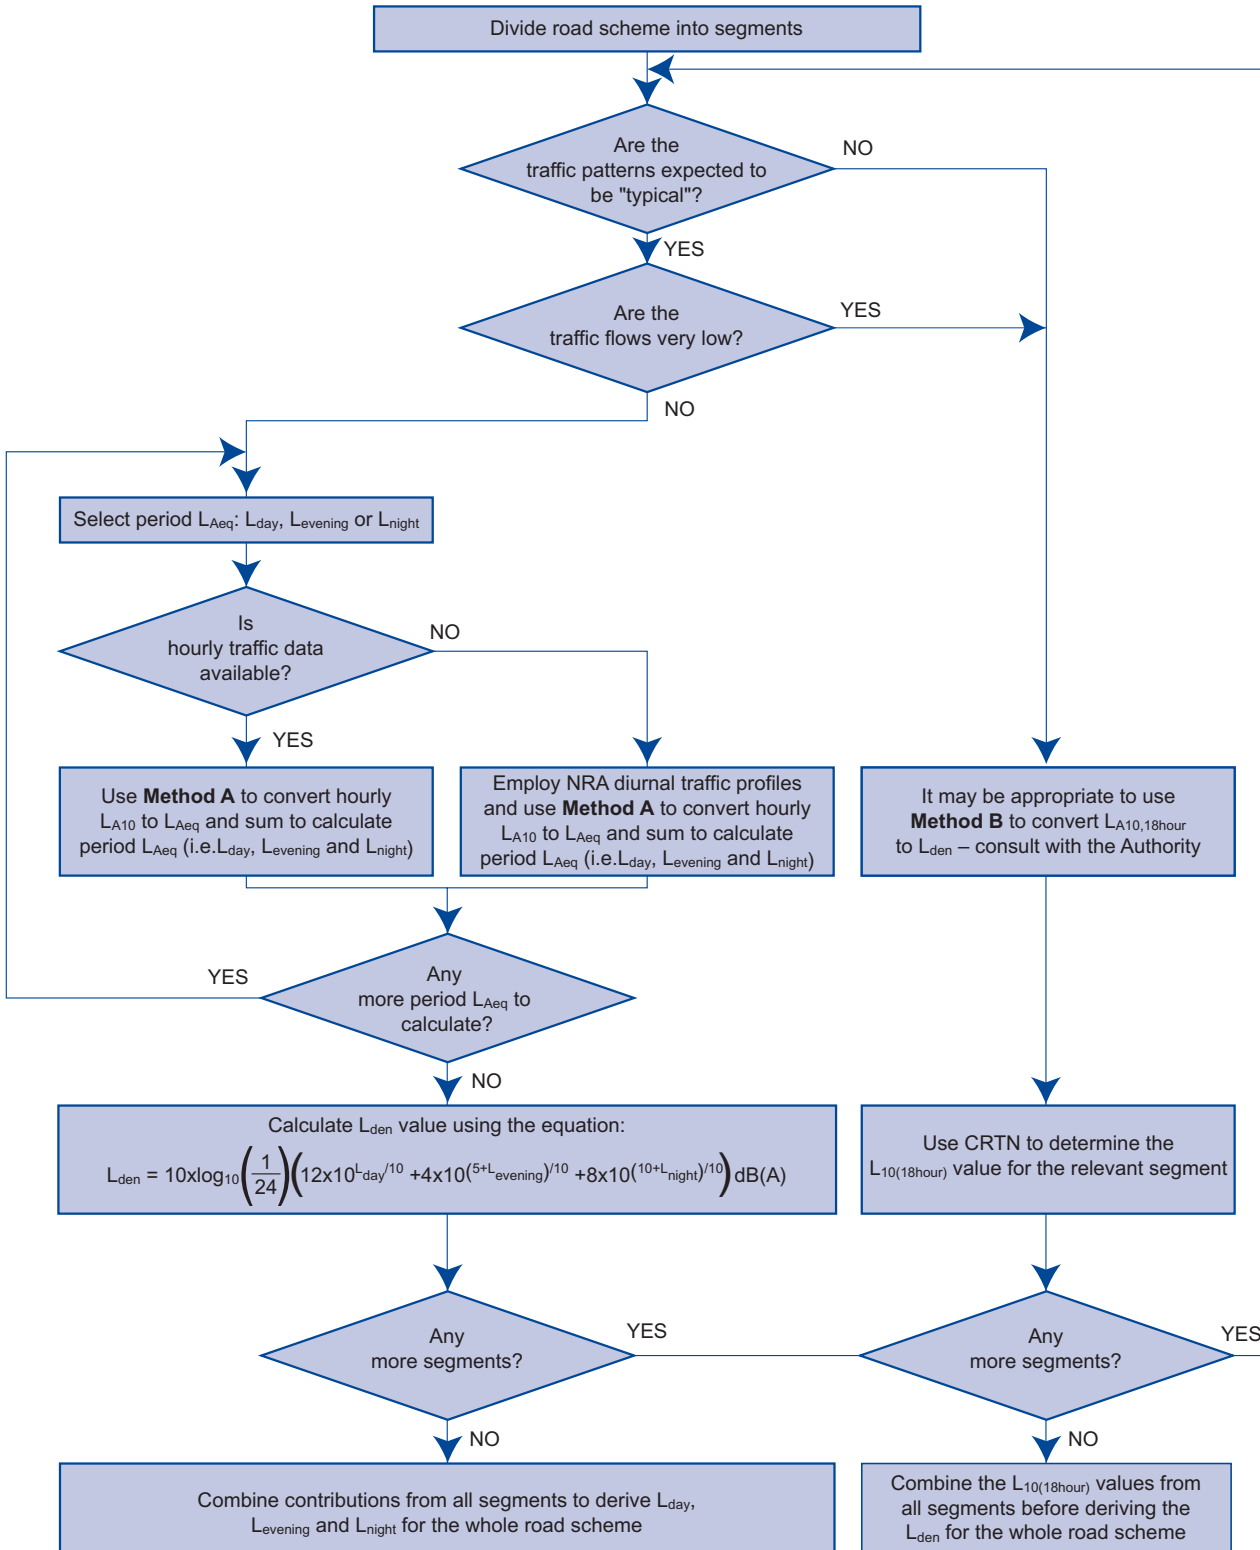 Divide road scheme into segments
Are the
traffic patterns expected to
be "typical"?
NO
YES
Are the
traffic flows very low?
YES
NO
Select period LAeq: Lday, Levening or Lnight
Is
hourly traffic data
available?
NO
YES
Use Method A to convert hourly
LA10 to LAeq and sum to calculate
period LAeq (i.e.Lday, Levening and Lnight)
Employ NRA diurnal traffic profiles
and use Method A to convert hourly
LA10 to LAeq and sum to calculate
period LAeq (i.e.Lday, Levening and Lnight)
It may be appropriate to use
Method B to convert LA10,18hour
to Lden – consult with the Authority
Any
more period LAeq to
calculate?
YES
NO
Calculate Lden value using the equation:
Lden = 10xlog10(1/24)(12x10^Lday/10 +4x10^(5+Levening)/10 +8x10^(10+Lnight)/10)dB(A)
Use CRTN to determine the
L10(18hour) value for the relevant segment
Any
more segments?
YES
NO
Any
more segments?
YES
NO
Combine contributions from all segments to derive Lday,
Levening and Lnight for the whole road scheme
Combine the L10(18hour) values from
all segments before deriving the
Lden for the whole road scheme